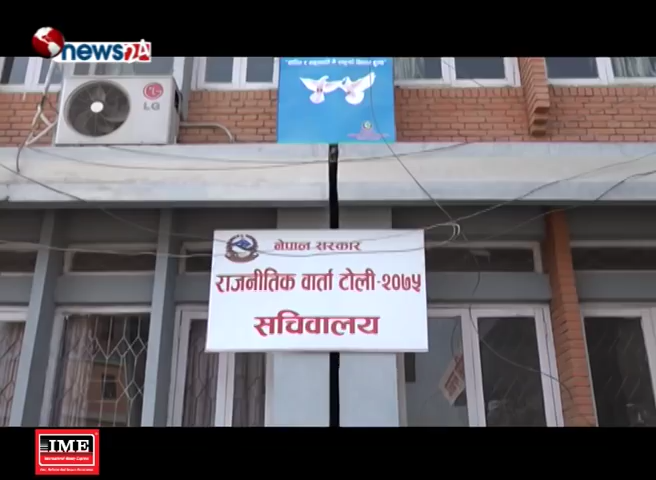 news24
LG
नेपाल सरकार
राजनीतिक वार्ता टोली-२०७५
सचिवालय
IME